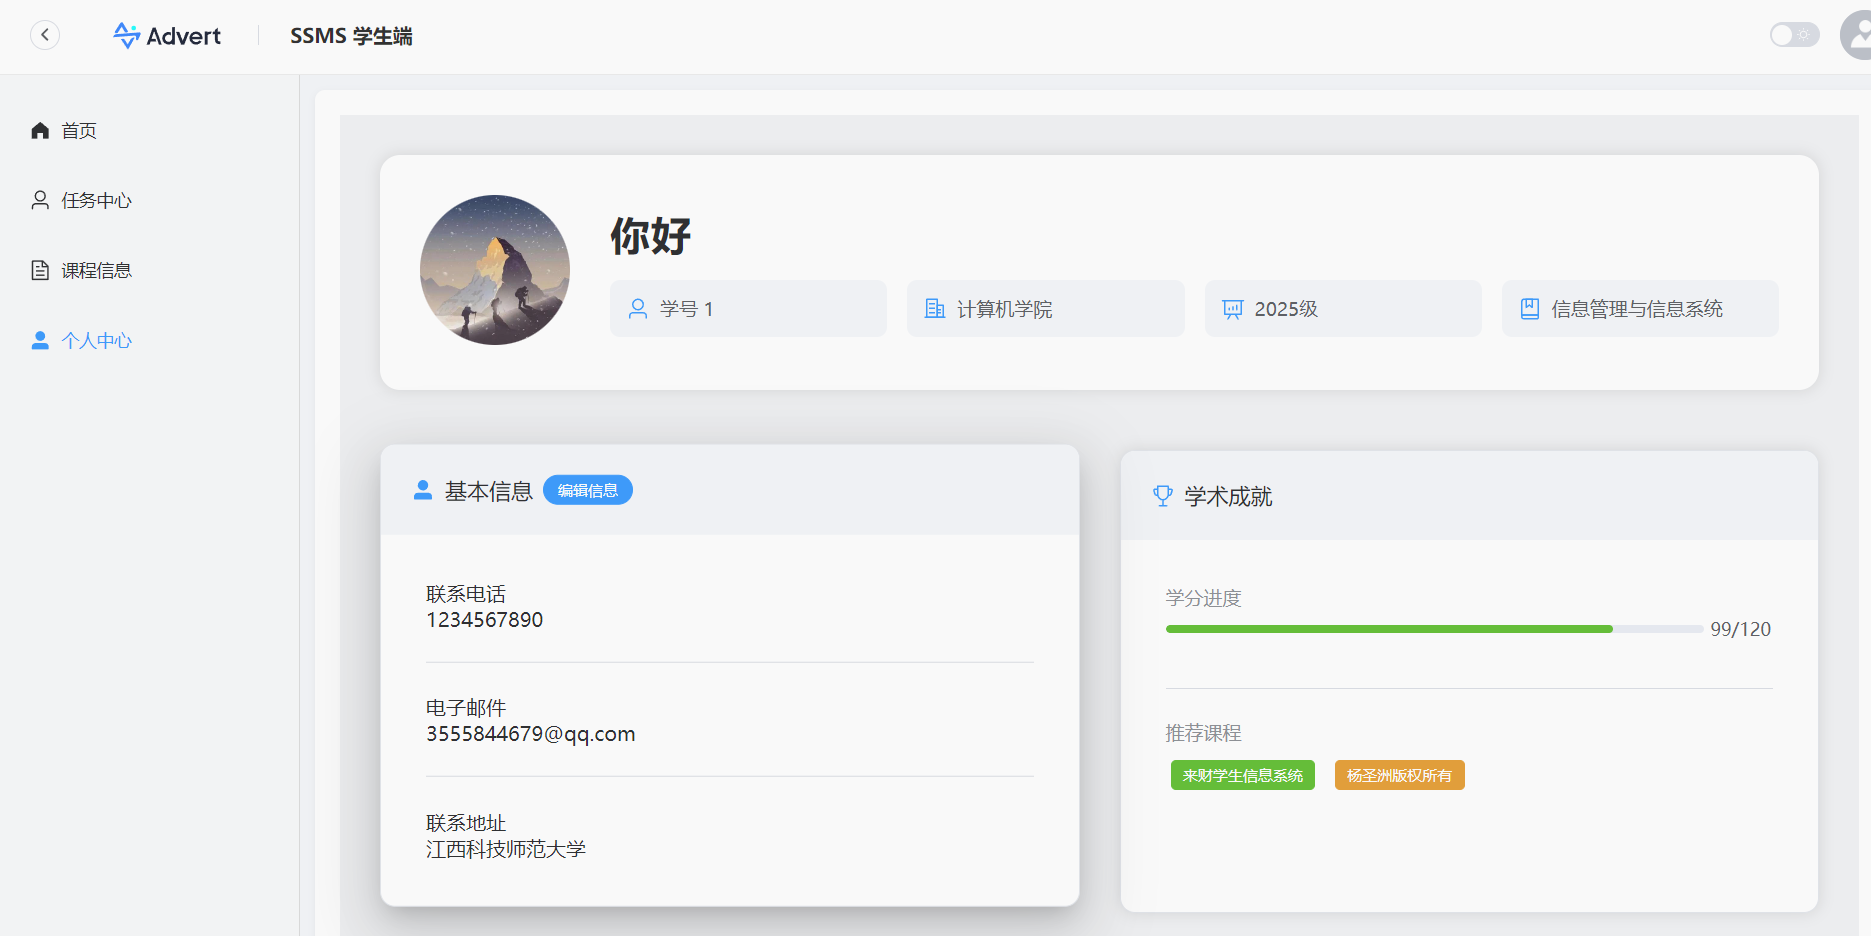 Advert
SSMS 学生端
首页
任务中心
课程信息
个人中心
你好
学号 1
计算机学院
2025级
信息管理与信息系统
基本信息
编辑信息
联系电话
1234567890
电子邮件
3555844679@qq.com
联系地址
江西科技师范大学
学术成就
学分进度
99/120
推荐课程
来财学生信息系统
杨圣洲版权所有